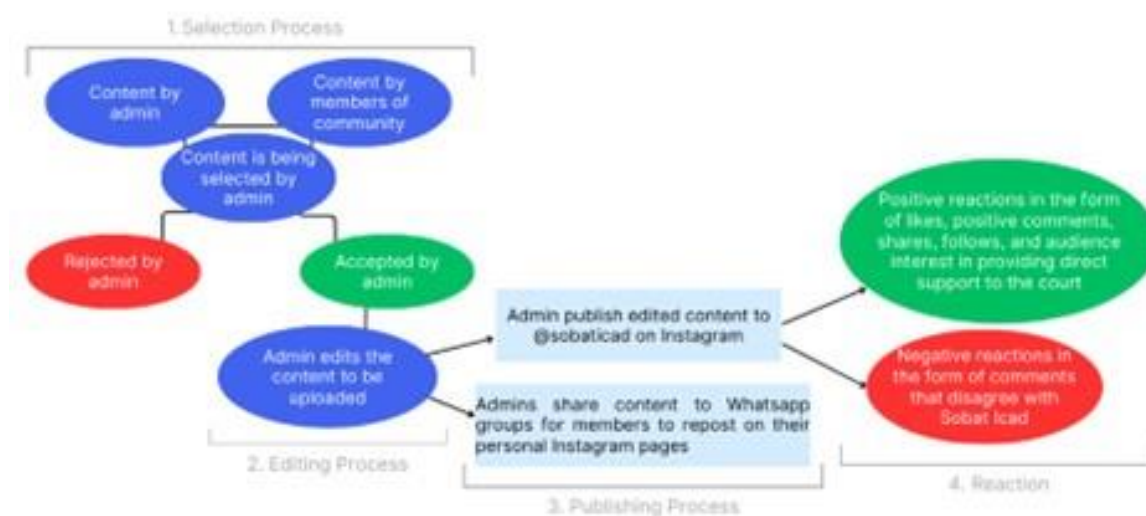 1. Selection Process
Content by
admin
Content by
members of
community
Content is being
selected by
admin
Rejected by
admin
Accepted by
admin
Admin edits the
content to be
uploaded
2. Editing Process
Admin publish edited content to
@sobaticad on Instagram
Admins share content to Whatsapp
groups for members to repost on their
personal Instagram pages
3. Publishing Process
Positive reactions in the form
of likes, positive comments,
shares, follows, and audience
interest in providing direct
support to the court
Negative reactions in
the form of comments
that disagree with
Sobat Icad
4. Reaction